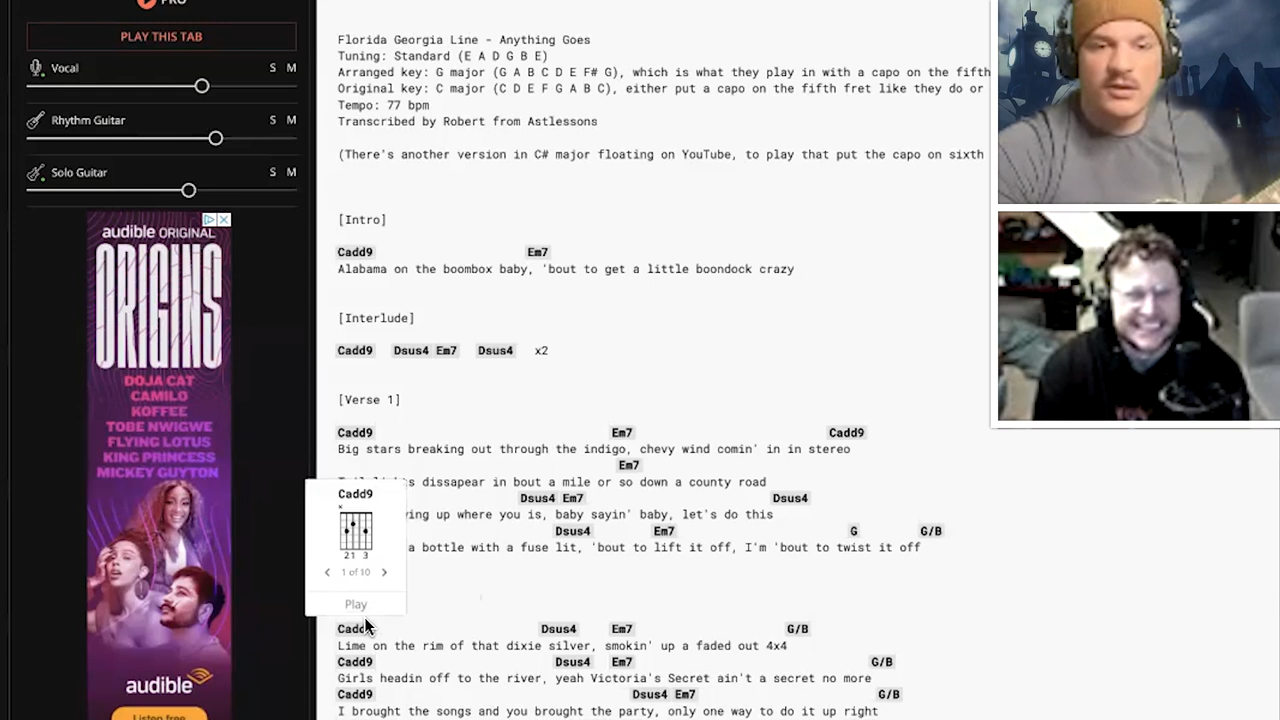 PRO
PLAY THIS TAB
Vocal S M
Rhythm Guitar S M
Solo Guitar S M
audible ORIGINAL
ORIGINS
DOJA CAT
CAMILO
KOFFEE
TOBE NWIGWE
FLYING LOTUS
KING PRINCESS
MICKEY GUYTON
audible
Listen free
Florida Georgia Line - Anything Goes
Tuning: Standard (E A D G B E)
Arranged key: G major (G A B C D E F# G), which is what they play in with a capo on the fifth
Original key: C major (C D E F G A B C), either put a capo on the fifth fret like they do or
Tempo: 77 bpm
Transcribed by Robert from Astlessons
(There's another version in C# major floating on YouTube, to play that put the capo on sixth
[Intro]
Cadd9 Em7
Alabama on the boombox baby, 'bout to get a little boondock crazy
[Interlude]
Cadd9 Dsus4 Em7 Dsus4 x2
[Verse 1]
Cadd9 Em7 Cadd9
Big stars breaking out through the indigo, chevy wind comin' in in stereo
Em7
dissapear in bout a mile or so down a county road
Dsus4 Em7 Dsus4
up where you is, baby sayin' baby, let's do this
Dsus4 Em7 G G/B
a bottle with a fuse lit, 'bout to lift it off, I'm 'bout to twist it off
Cadd9
x
21 3
1 of 10
Play
Dsus4 Em7 G/B
Lime on the rim of that dixie silver, smokin' up a faded out 4x4
Cadd9 Dsus4 Em7 G/B
Girls headin off to the river, yeah Victoria's Secret ain't a secret no more
Cadd9 Dsus4 Em7 G/B
I brought the songs and you brought the party, only one way to do it up right